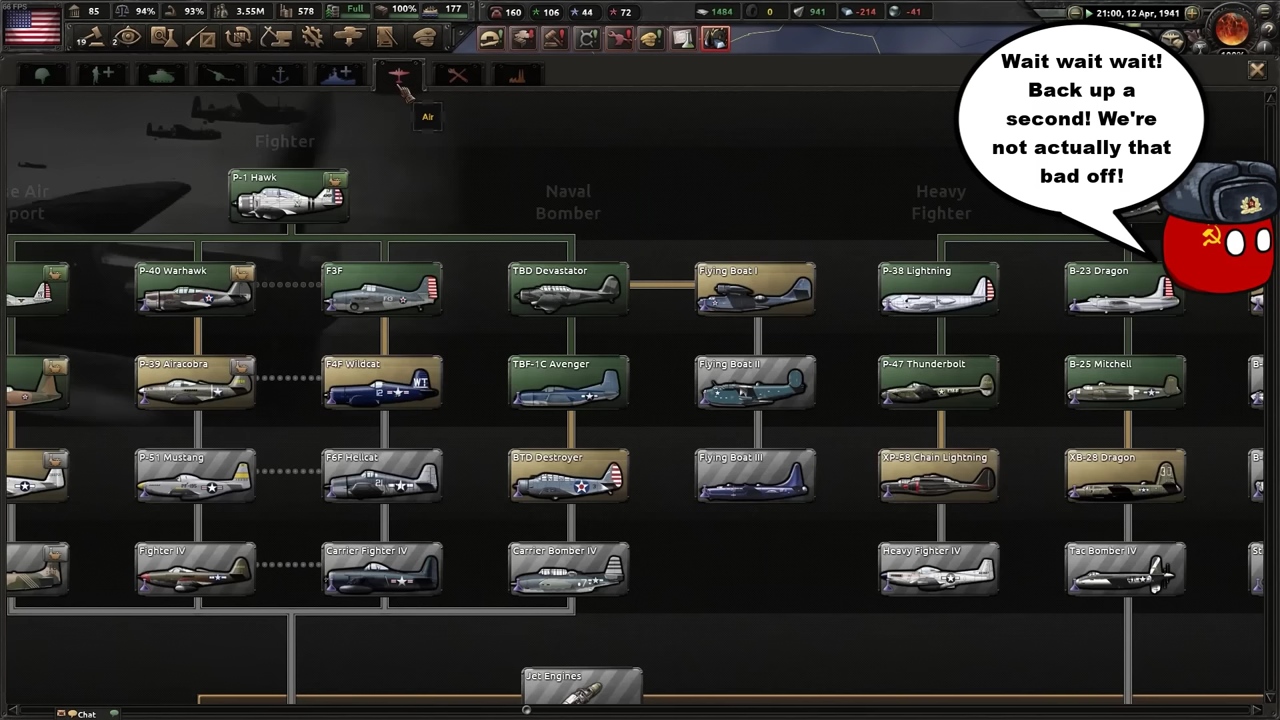 66 FPS
85
94%
93%
3.55M
578
Full
100%
177
160
106
44
72
1484
0
941
-214
-41
21:00, 12 Apr, 1941
100%
19
2
Wait wait wait!
Back up a
second! We're
not actually that
bad off!
Air
Fighter
P-1 Hawk
Naval
Bomber
Heavy
Fighter
P-40 Warhawk
F3F
TBD Devastator
Flying Boat I
P-38 Lightning
B-23 Dragon
P-39 Airacobra
F4F Wildcat
TBF-1C Avenger
Flying Boat II
P-47 Thunderbolt
B-25 Mitchell
P-51 Mustang
F6F Hellcat
BTD Destroyer
Flying Boat III
XP-58 Chain Lightning
XB-28 Dragon
Fighter IV
Carrier Fighter IV
Carrier Bomber IV
Heavy Fighter IV
Tac Bomber IV
Jet Engines
Chat